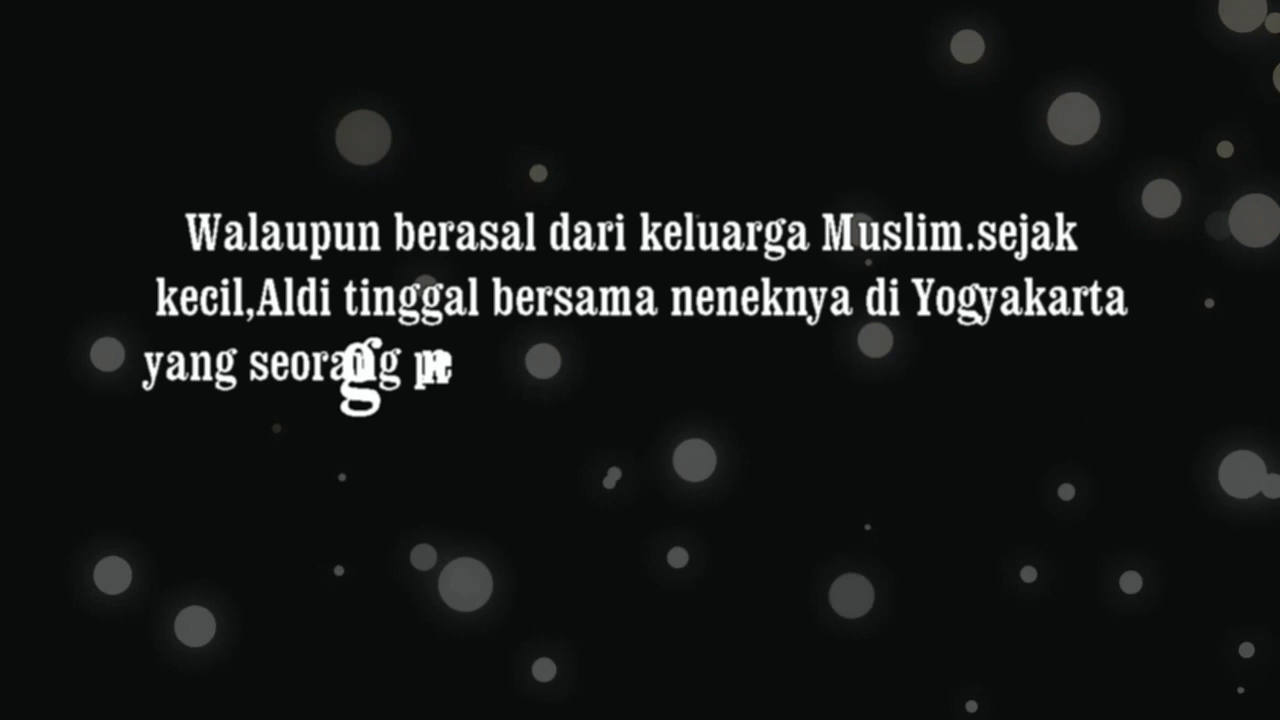 Walaupun berasal dari keluarga Muslim.sejak
kecil,Aldi tinggal bersama neneknya di Yogyakarta
yang seorang